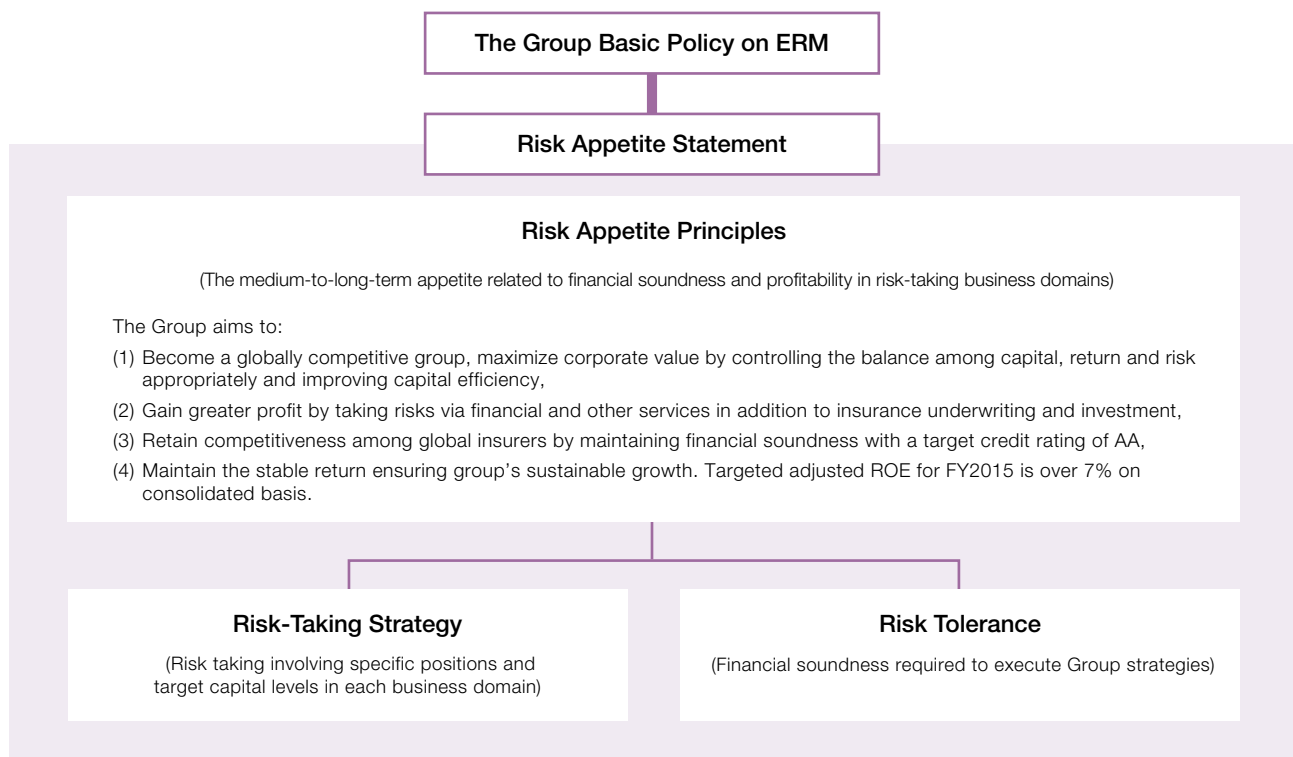 The Group Basic Policy on ERM
Risk Appetite Statement
Risk Appetite Principles
(The medium-to-long-term appetite related to financial soundness and profitability in risk-taking business domains)
The Group aims to:
(1) Become a globally competitive group, maximize corporate value by controlling the balance among capital, return and risk
appropriately and improving capital efficiency,
(2) Gain greater profit by taking risks via financial and other services in addition to insurance underwriting and investment,
(3) Retain competitiveness among global insurers by maintaining financial soundness with a target credit rating of AA,
(4) Maintain the stable return ensuring group's sustainable growth. Targeted adjusted ROE for FY2015 is over 7% on
consolidated basis.
Risk-Taking Strategy
(Risk taking involving specific positions and
target capital levels in each business domain)
Risk Tolerance
(Financial soundness required to execute Group strategies)